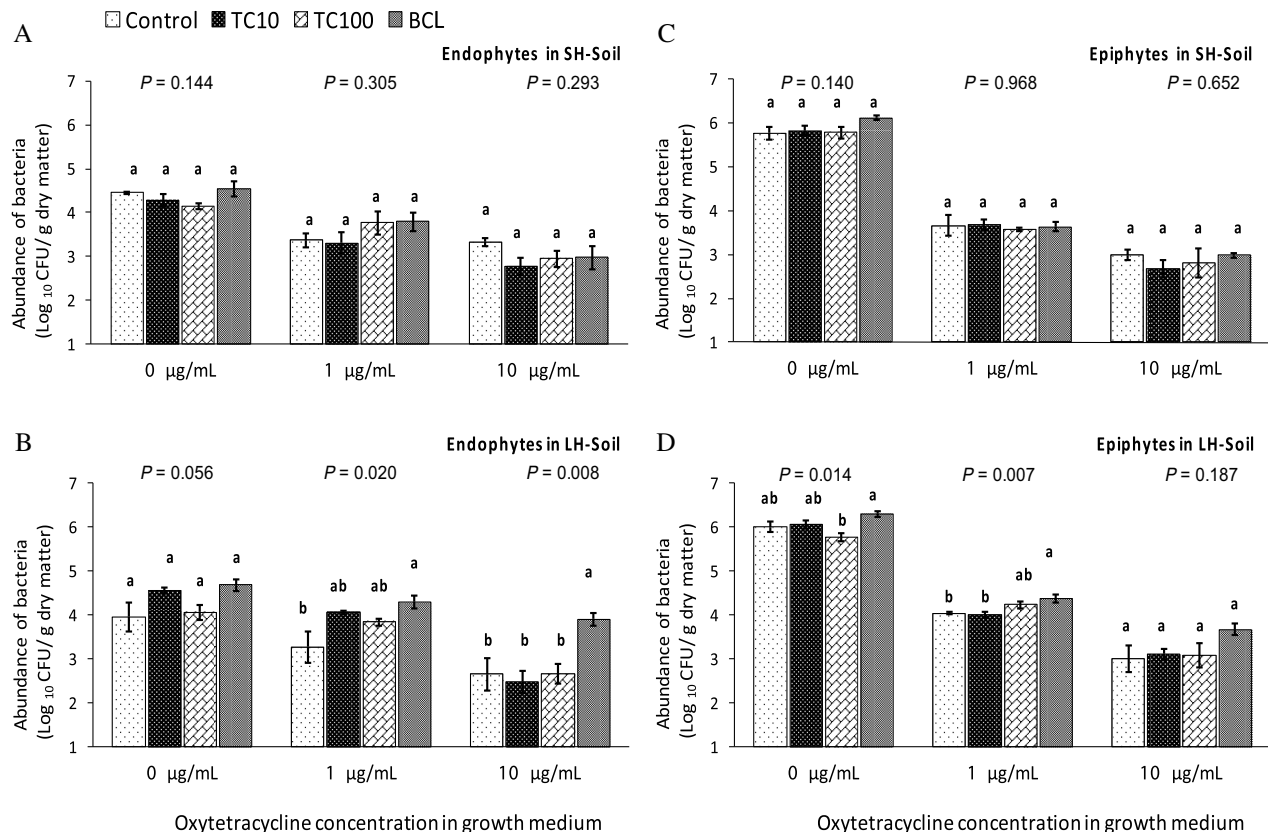 Control TC10 TC100 BCL
A
Endophytes in SH-Soil
P = 0.144 P = 0.305 P = 0.293
Abundance of bacteria
(Log 10 CFU/ g dry matter)
7
6
5
4
3
2
1
a a a a a a a a a a a a
0 µg/mL 1 µg/mL 10 µg/mL
C
Epiphytes in SH-Soil
P = 0.140 P = 0.968 P = 0.652
Abundance of bacteria
(Log 10 CFU/ g dry matter)
7
6
5
4
3
2
1
a a a a a a a a a a a a
0 µg/mL 1 µg/mL 10 µg/mL
B
Endophytes in LH-Soil
P = 0.056 P = 0.020 P = 0.008
Abundance of bacteria
(Log 10 CFU/ g dry matter)
7
6
5
4
3
2
1
a a a a b ab ab a b b b a
0 µg/mL 1 µg/mL 10 µg/mL
Oxytetracycline concentration in growth medium
D
Epiphytes in LH-Soil
P = 0.014 P = 0.007 P = 0.187
Abundance of bacteria
(Log 10 CFU/ g dry matter)
7
6
5
4
3
2
1
ab ab b a b b ab a a a a a
0 µg/mL 1 µg/mL 10 µg/mL
Oxytetracycline concentration in growth medium